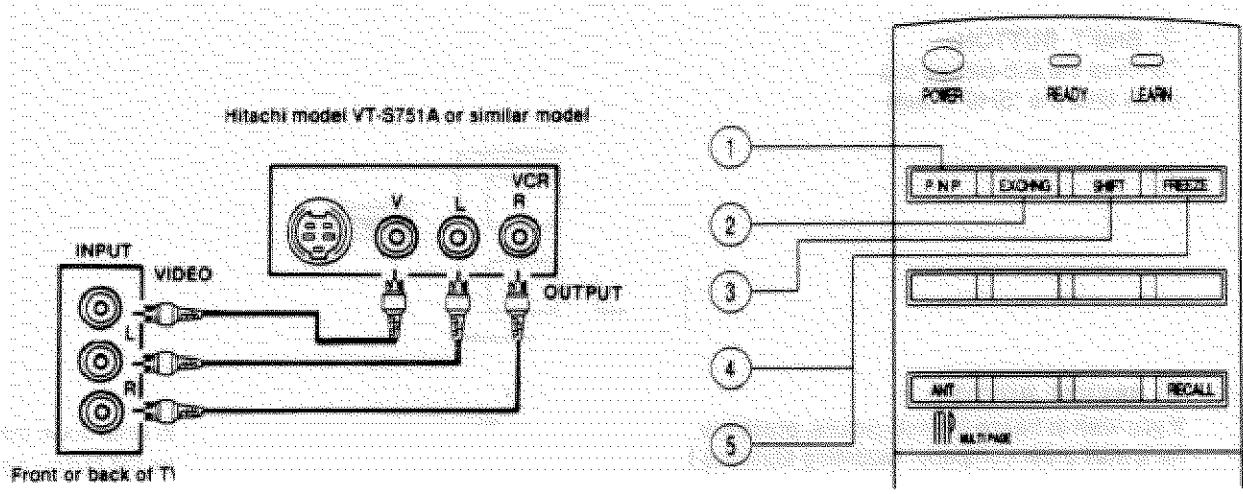 Hitachi model VT-S751A or similar model
VCR
V L R
INPUT
VIDEO
OUTPUT
L
R
Front or back of T
POWER READY LEARN
1
P N P EXCHNG SHIFT FREEZE
2
3
4
ANT RECALL
MULTI PAGE
5